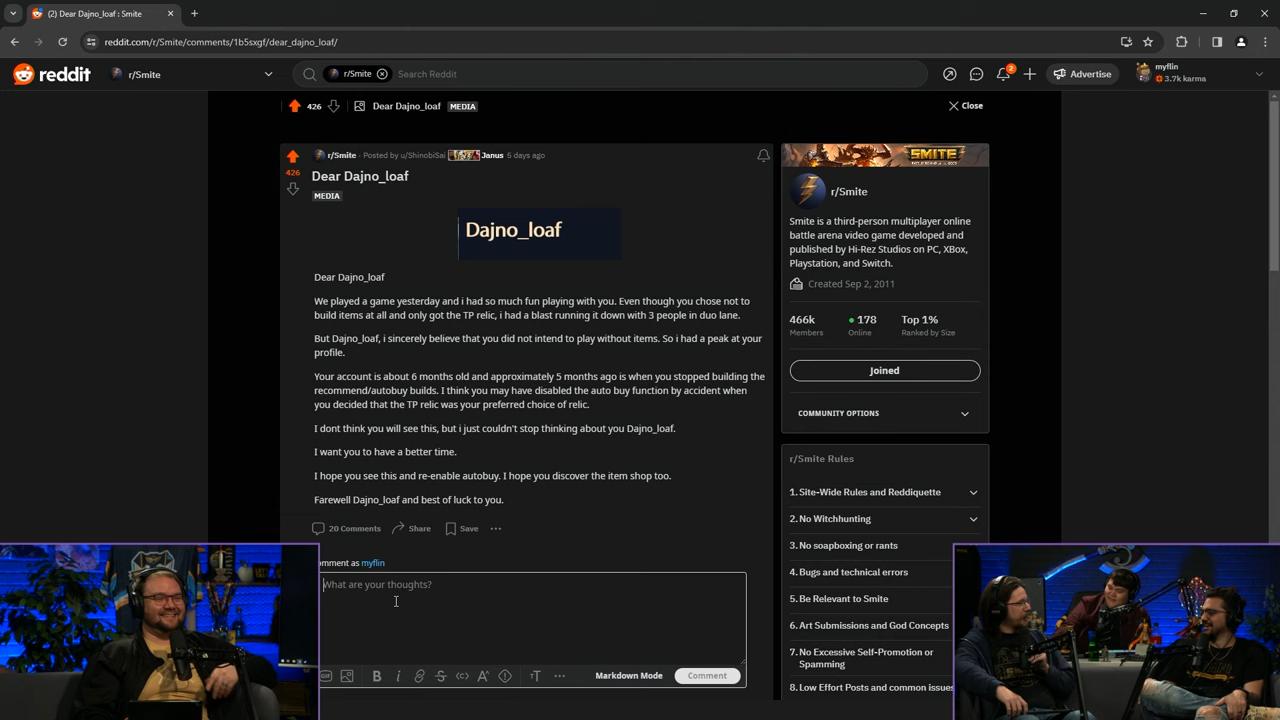 (2) Dear Dajno_loaf : Smite
reddit.com/r/Smite/comments/1b5sxgf/dear_dajno_loaf/
2
reddit
r/Smite
r/Smite
Search Reddit
Advertise
myflin
3.7k karma
426
Dear Dajno_loaf
MEDIA
Close
r/Smite · Posted by u/ShinobiSai Janus 5 days ago
426
Dear Dajno_loaf
MEDIA
Dajno_loaf
Dear Dajno_loaf
We played a game yesterday and i had so much fun playing with you. Even though you chose not to
build items at all and only got the TP relic, i had a blast running it down with 3 people in duo lane.
But Dajno_loaf, i sincerely believe that you did not intend to play without items. So i had a peak at your
profile.
Your account is about 6 months old and approximately 5 months ago is when you stopped building the
recommend/autobuy builds. I think you may have disabled the auto buy function by accident when
you decided that the TP relic was your preferred choice of relic.
I dont think you will see this, but i just couldn't stop thinking about you Dajno_loaf.
I want you to have a better time.
I hope you see this and re-enable autobuy. I hope you discover the item shop too.
Farewell Dajno_loaf and best of luck to you.
20 Comments
Share
Save
omment as myflin
What are your thoughts?
GIF
Markdown Mode
Comment
SMITE
r/Smite
Smite is a third-person multiplayer online
battle arena video game developed and
published by Hi-Rez Studios on PC, XBox,
Playstation, and Switch.
Created Sep 2, 2011
466k
178
Top 1%
Members
Online
Ranked by Size
Joined
COMMUNITY OPTIONS
r/Smite Rules
1. Site-Wide Rules and Reddiquette
2. No Witchhunting
3. No soapboxing or rants
4. Bugs and technical errors
5. Be Relevant to Smite
6. Art Submissions and God Concepts
7. No Excessive Self-Promotion or
Spamming
8. Low Effort Posts and common issues